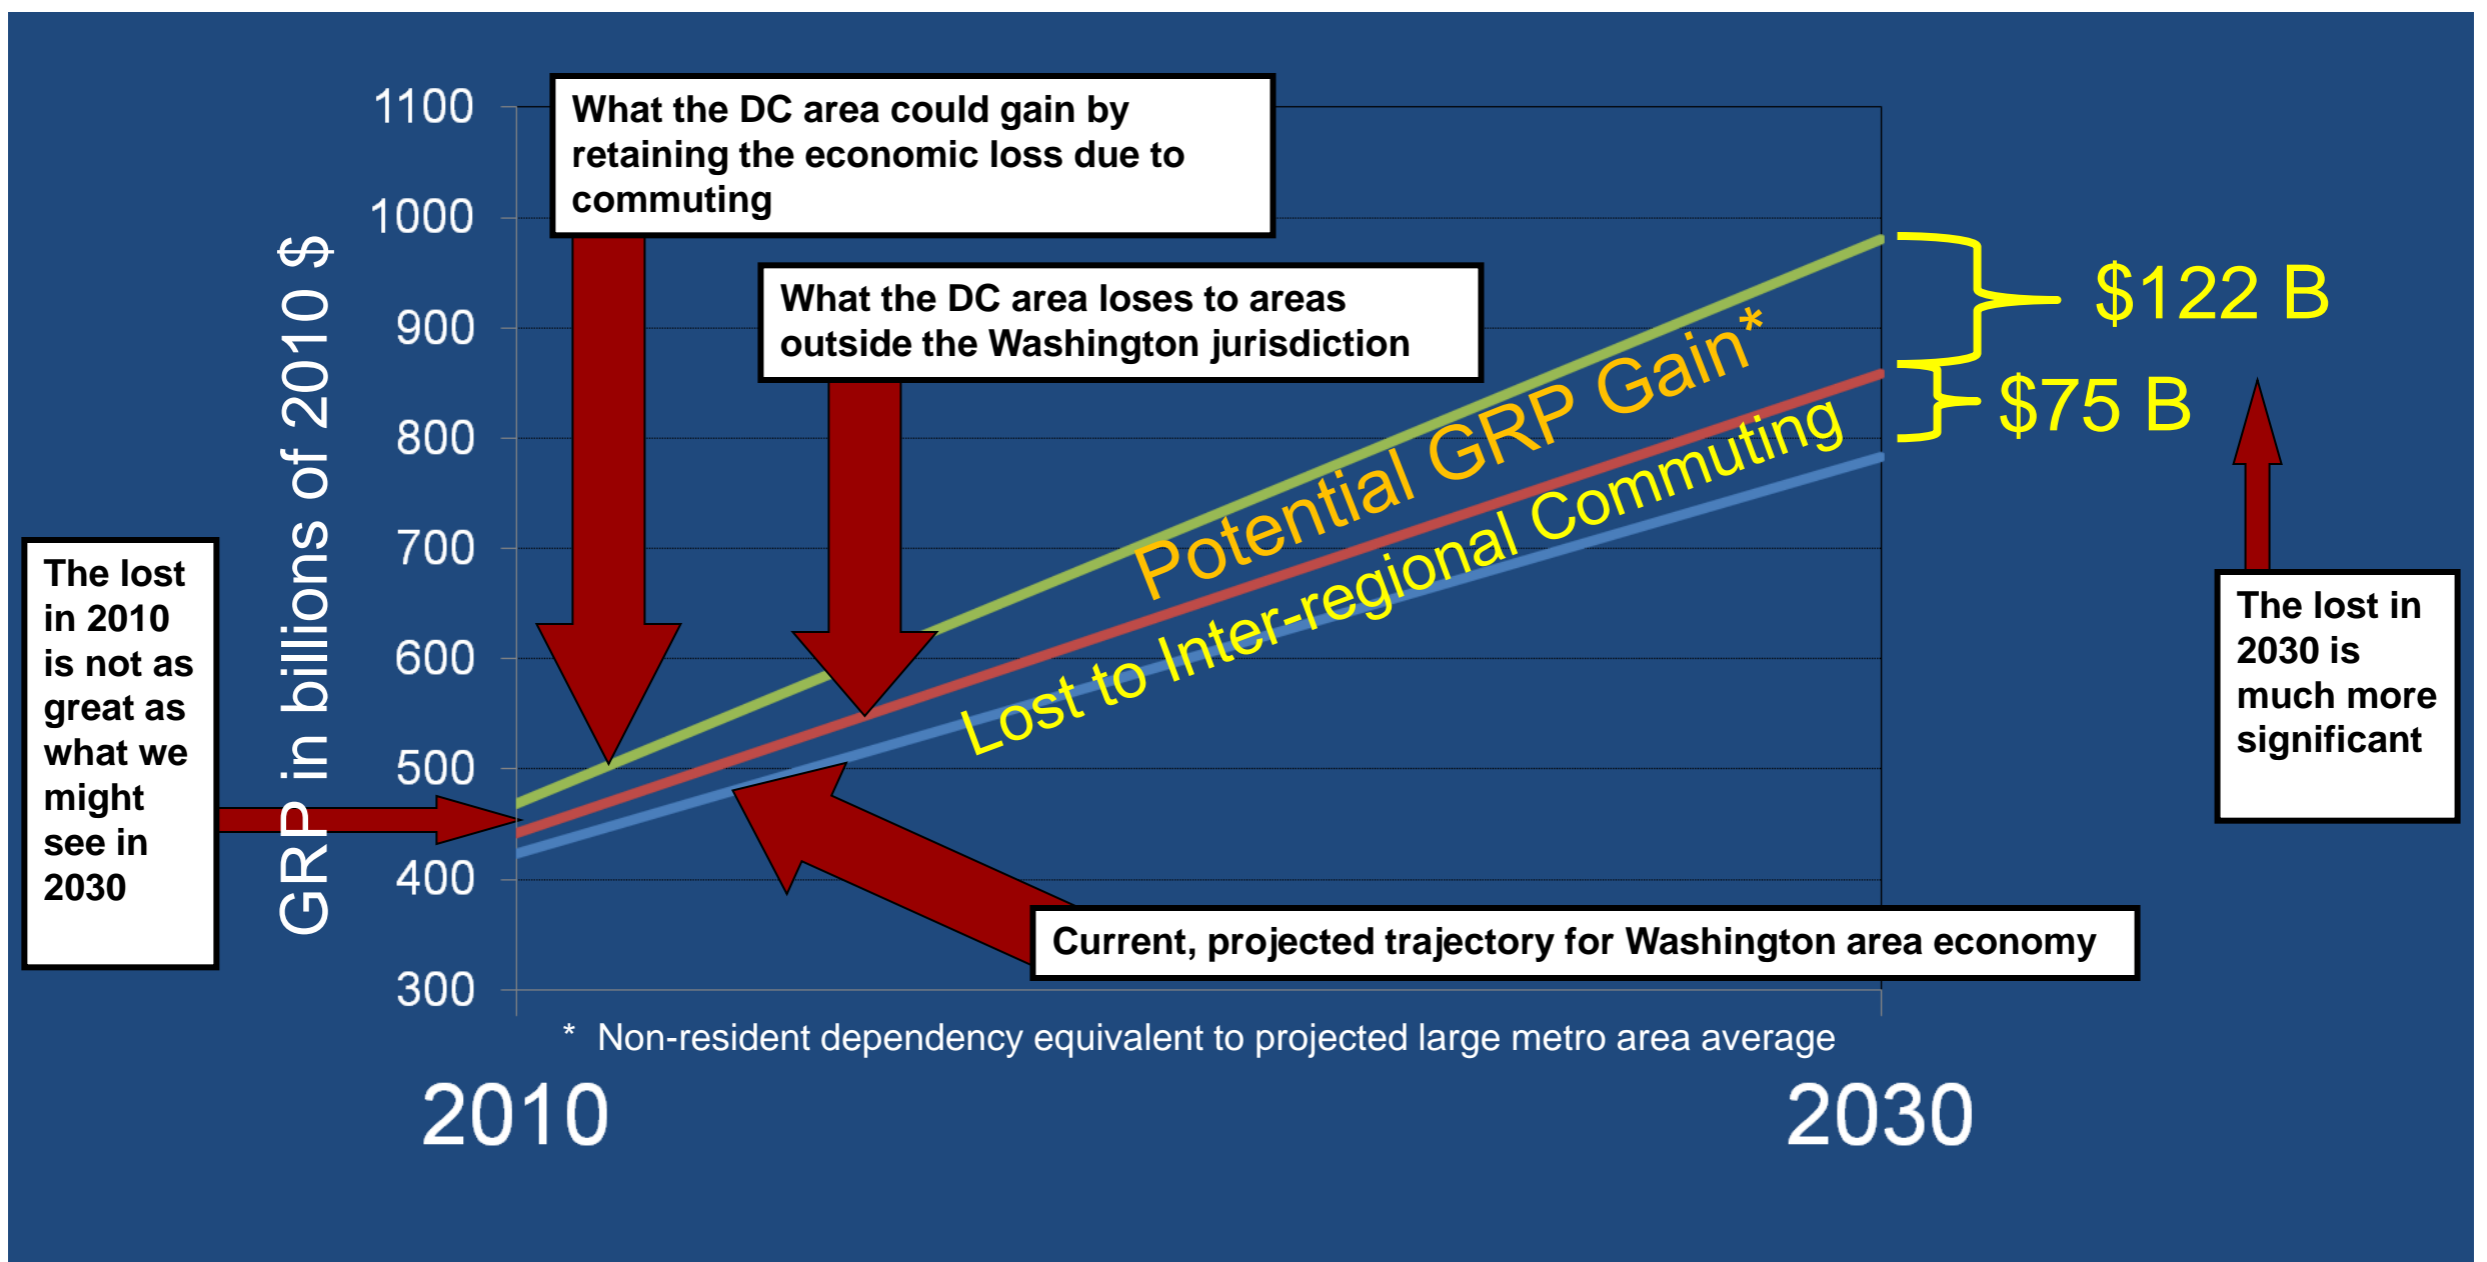 What the DC area could gain by
retaining the economic loss due to
commuting
What the DC area loses to areas
outside the Washington jurisdiction
GRP in billions of 2010 $
1100
1000
900
800
700
600
500
400
300
Potential GRP Gain*
Lost to Inter-regional Commuting
$122 B
$75 B
The lost
in 2010
is not as
great as
what we
might
see in
2030
The lost in
2030 is
much more
significant
Current, projected trajectory for Washington area economy
* Non-resident dependency equivalent to projected large metro area average
2010
2030